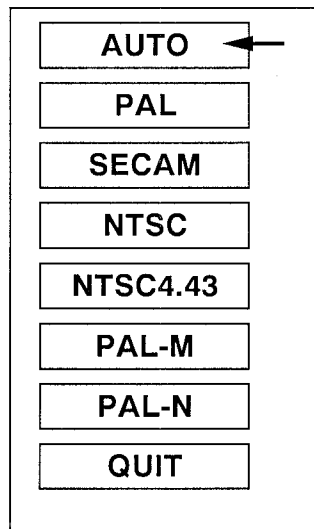 AUTO
PAL
SECAM
NTSC
NTSC4.43
PAL-M
PAL-N
QUIT